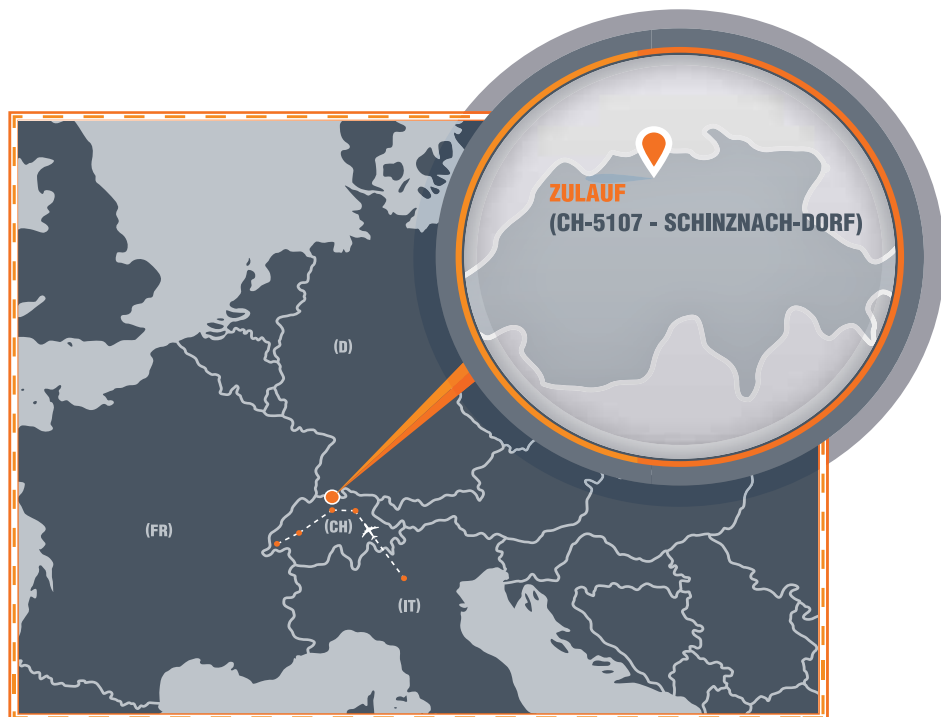 ZULAUF
(CH-5107 - SCHINZNACH-DORF)
(D)
(FR)
(CH)
(IT)